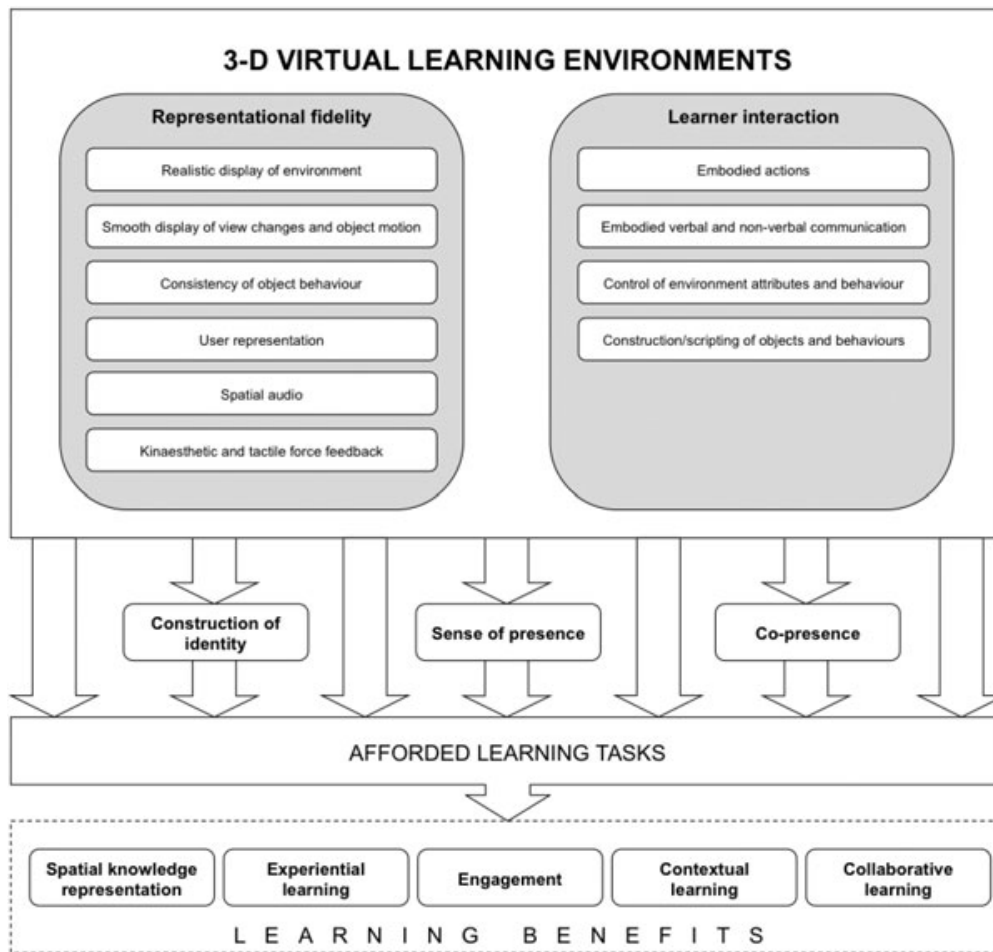 3-D VIRTUAL LEARNING ENVIRONMENTS
Representational fidelity
Realistic display of environment
Smooth display of view changes and object motion
Consistency of object behaviour
User representation
Spatial audio
Kinaesthetic and tactile force feedback
Learner interaction
Embodied actions
Embodied verbal and non-verbal communication
Control of environment attributes and behaviour
Construction/scripting of objects and behaviours
Construction of
identity
Sense of presence
Co-presence
AFFORDED LEARNING TASKS
Spatial knowledge
representation
Experiential
learning
Engagement
Contextual
learning
Collaborative
learning
LEARNING BENEFITS